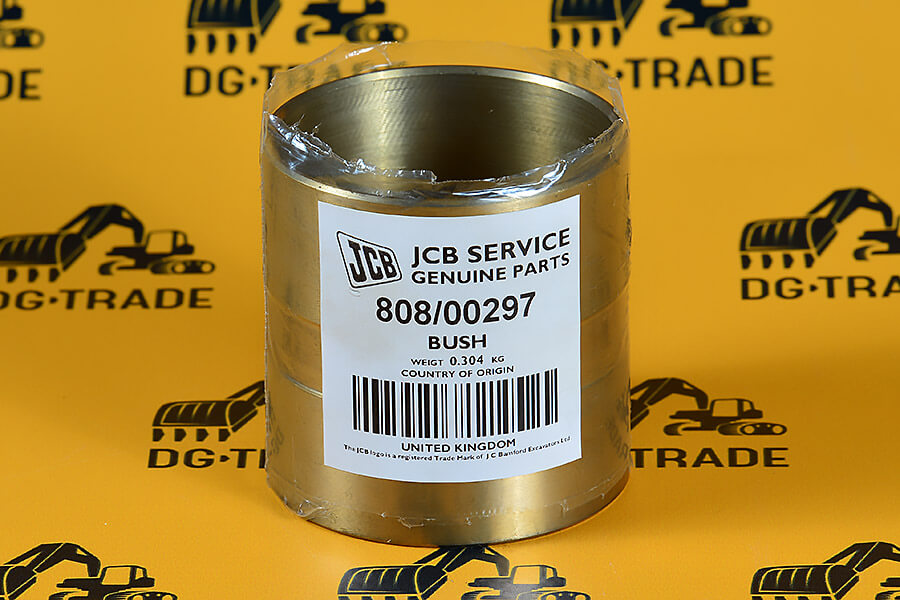 DG·TRADE
DG·TRADE
JCB
JCB SERVICE
GENUINE PARTS
808/00297
BUSH
WEIGT 0.304 KG
COUNTRY OF ORIGIN
UNITED KINGDOM
The JCB logo is a registered Trade Mark of J C Bamford Excavators Ltd
DG·TRADE
DG·TRADE
DG·T
TRADE